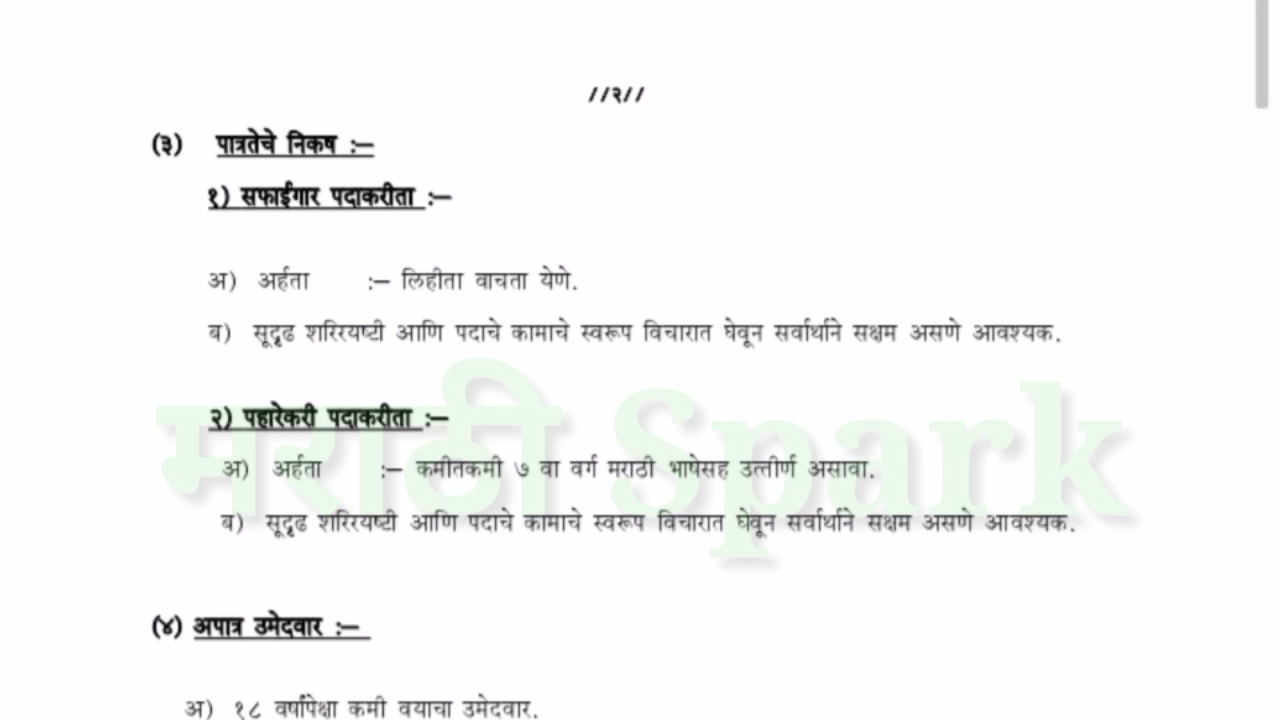 //२//
(३) पात्रतेचे निकष :–
१) सफाईगार पदाकरीता :–
अ) अर्हता :– लिहीता वाचता येणे.
ब) सूदृढ शरिरयष्टी आणि पदाचे कामाचे स्वरूप विचारात घेवून सर्वार्थाने सक्षम असणे आवश्यक.
मराठी Spark
२) पहारेकरी पदाकरीता :–
अ) अर्हता :– कमीतकमी ७ वा वर्ग मराठी भाषेसह उत्तीर्ण असावा.
ब) सूदृढ शरिरयष्टी आणि पदाचे कामाचे स्वरूप विचारात घेवून सर्वार्थाने सक्षम असणे आवश्यक.
(४) अपात्र उमेदवार :–
अ) १८ वर्षांपेक्षा कमी वयाचा उमेदवार.